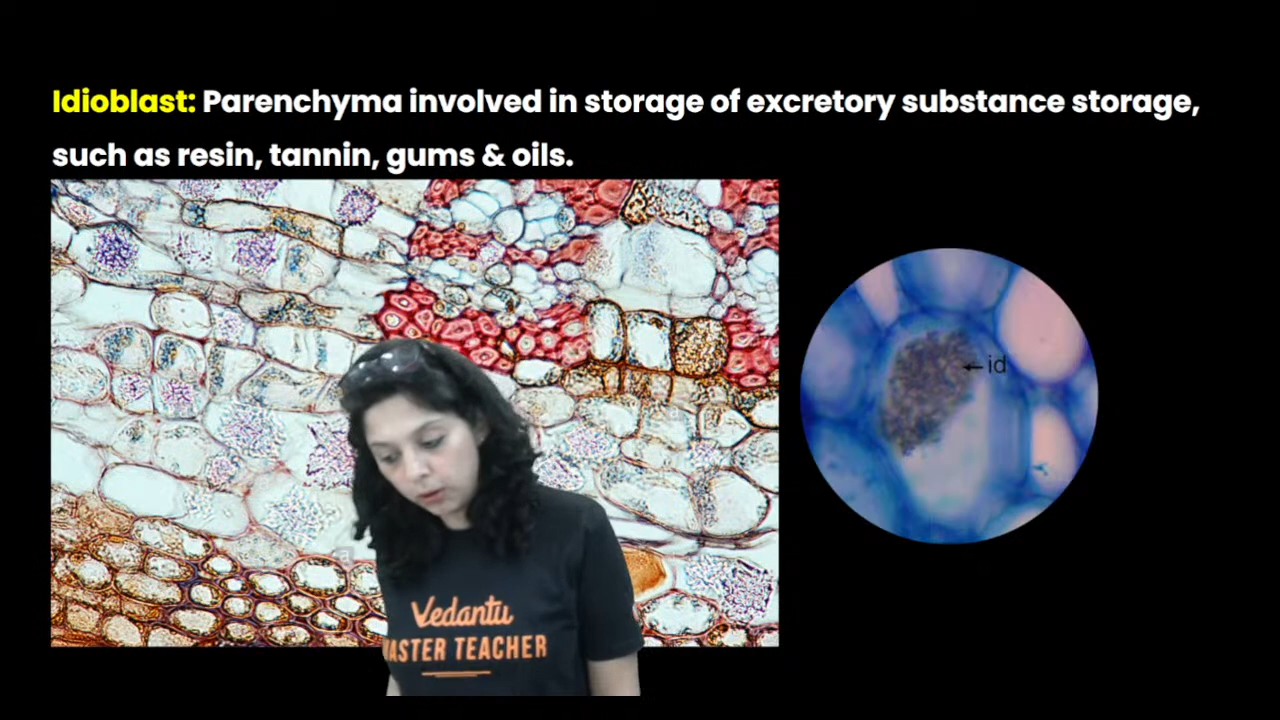 Idioblast: Parenchyma involved in storage of excretory substance storage,
such as resin, tannin, gums & oils.
id
a
a
Vedantu
MASTER TEACHER